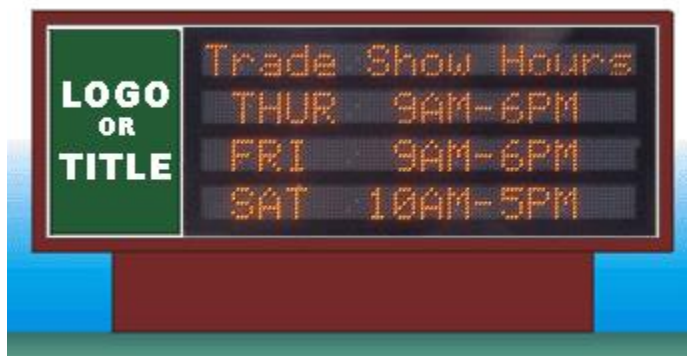 LOGO
OR
TITLE
Trade Show Hours
THUR 9AM-6PM
FRI 9AM-6PM
SAT 10AM-5PM